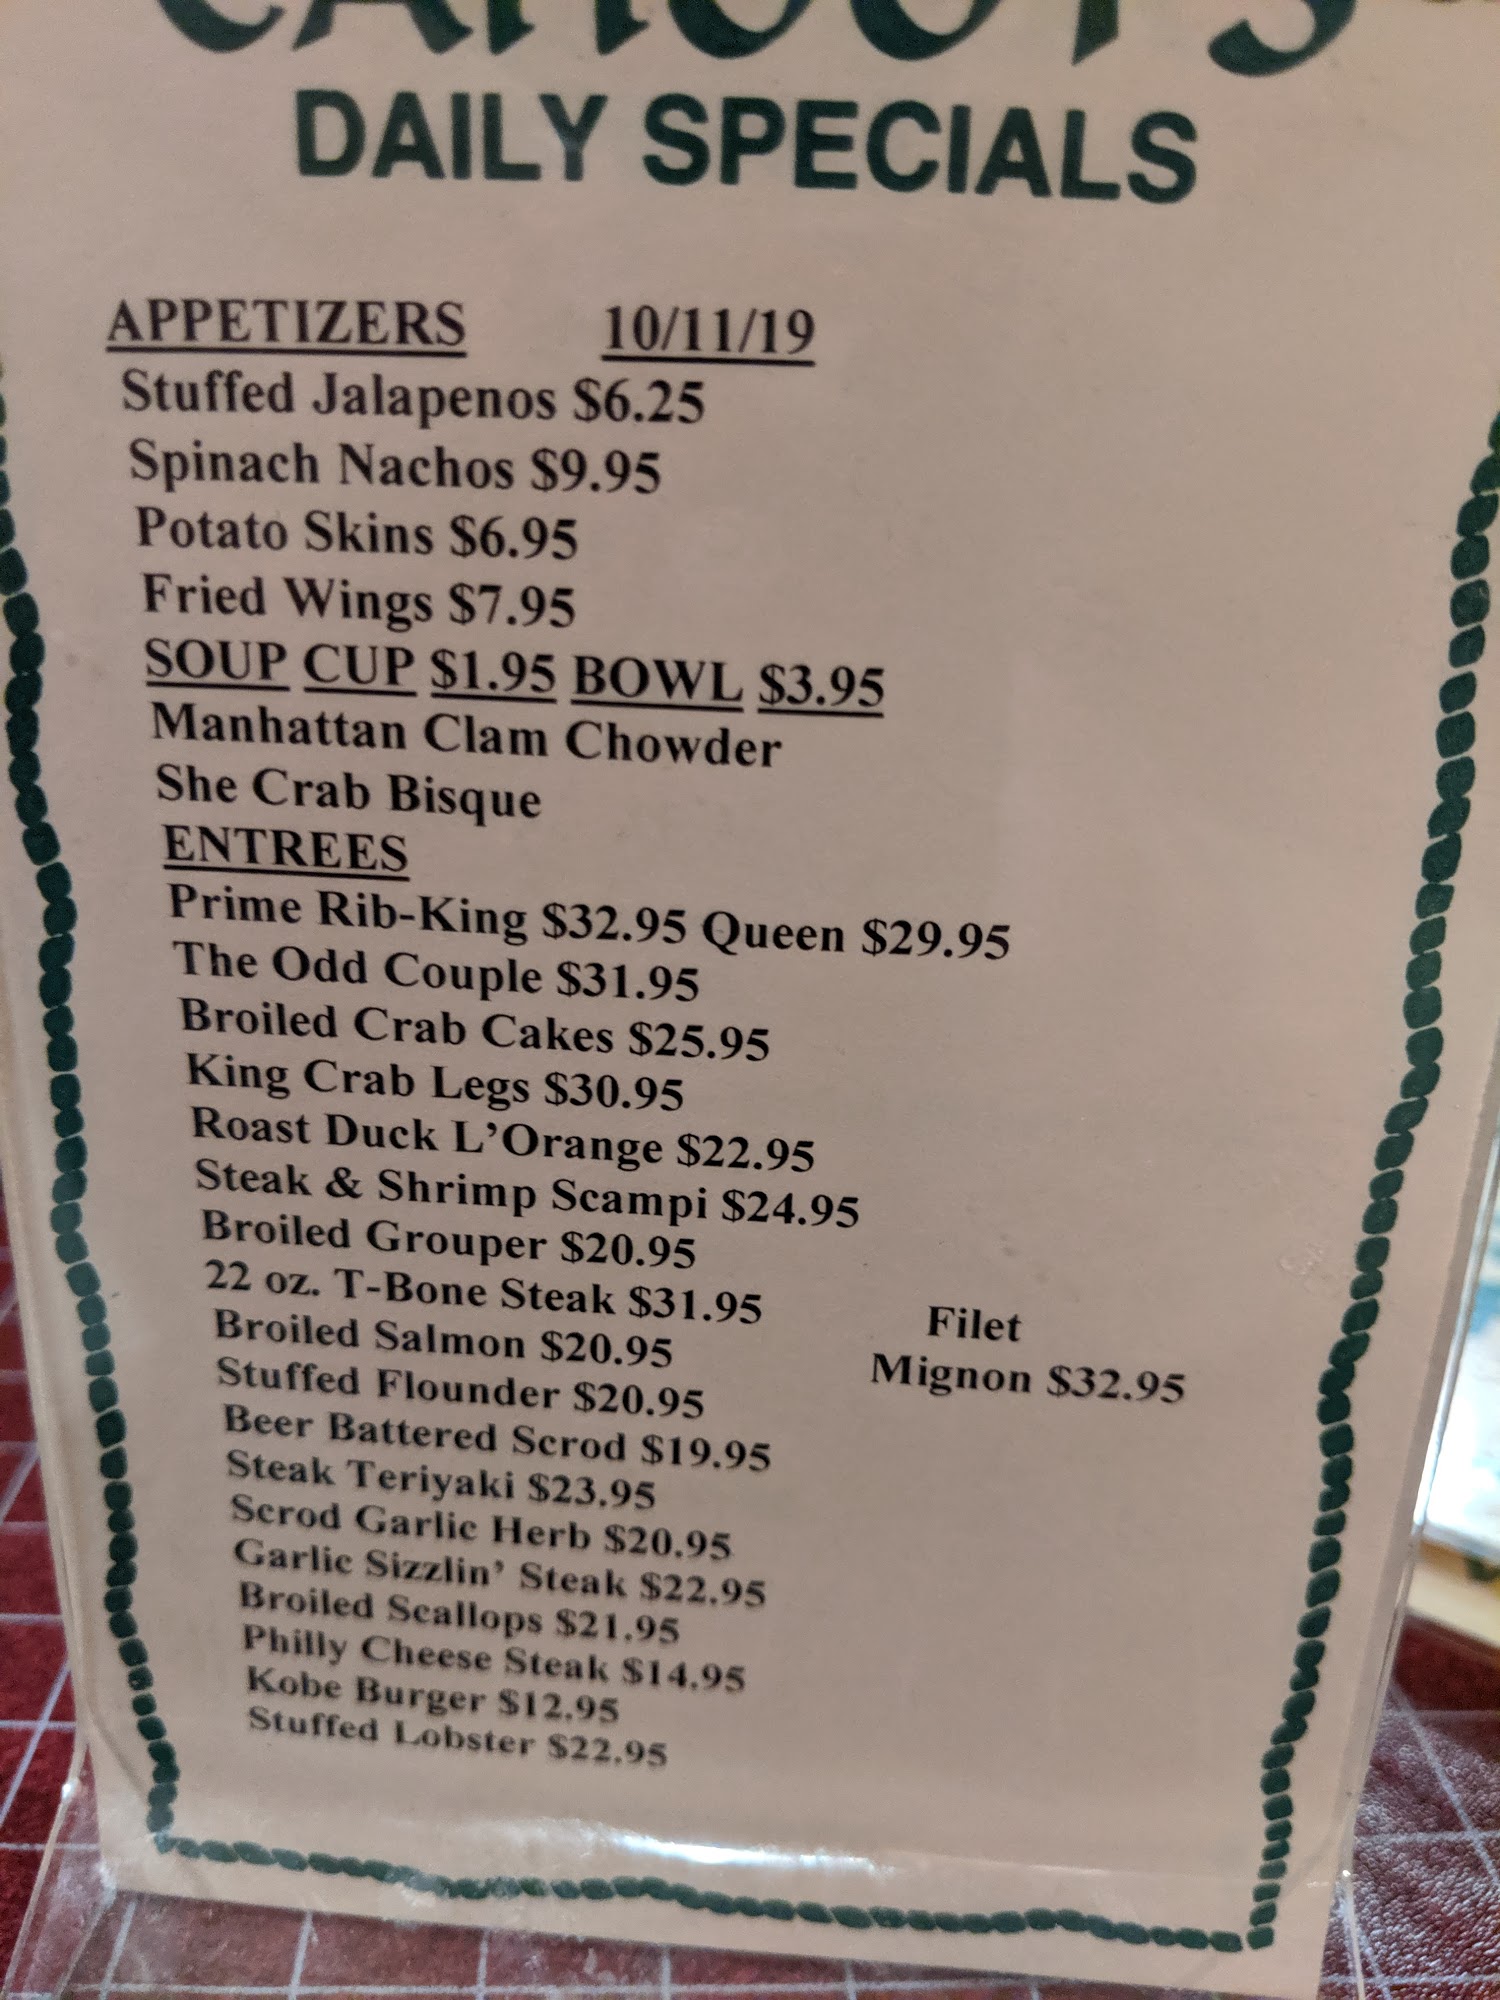 DAILY SPECIALS
APPETIZERS 10/11/19
Stuffed Jalapenos $6.25
Spinach Nachos $9.95
Potato Skins $6.95
Fried Wings $7.95
SOUP CUP $1.95 BOWL $3.95
Manhattan Clam Chowder
She Crab Bisque
ENTREES
Prime Rib-King $32.95 Queen $29.95
The Odd Couple $31.95
Broiled Crab Cakes $25.95
King Crab Legs $30.95
Roast Duck L’Orange $22.95
Steak & Shrimp Scampi $24.95
Broiled Grouper $20.95
22 oz. T-Bone Steak $31.95
Broiled Salmon $20.95
Stuffed Flounder $20.95
Beer Battered Scrod $19.95
Steak Teriyaki $23.95
Scrod Garlic Herb $20.95
Garlic Sizzlin’ Steak $22.95
Broiled Scallops $21.95
Philly Cheese Steak $14.95
Kobe Burger $12.95
Stuffed Lobster $22.95
Filet
Mignon $32.95